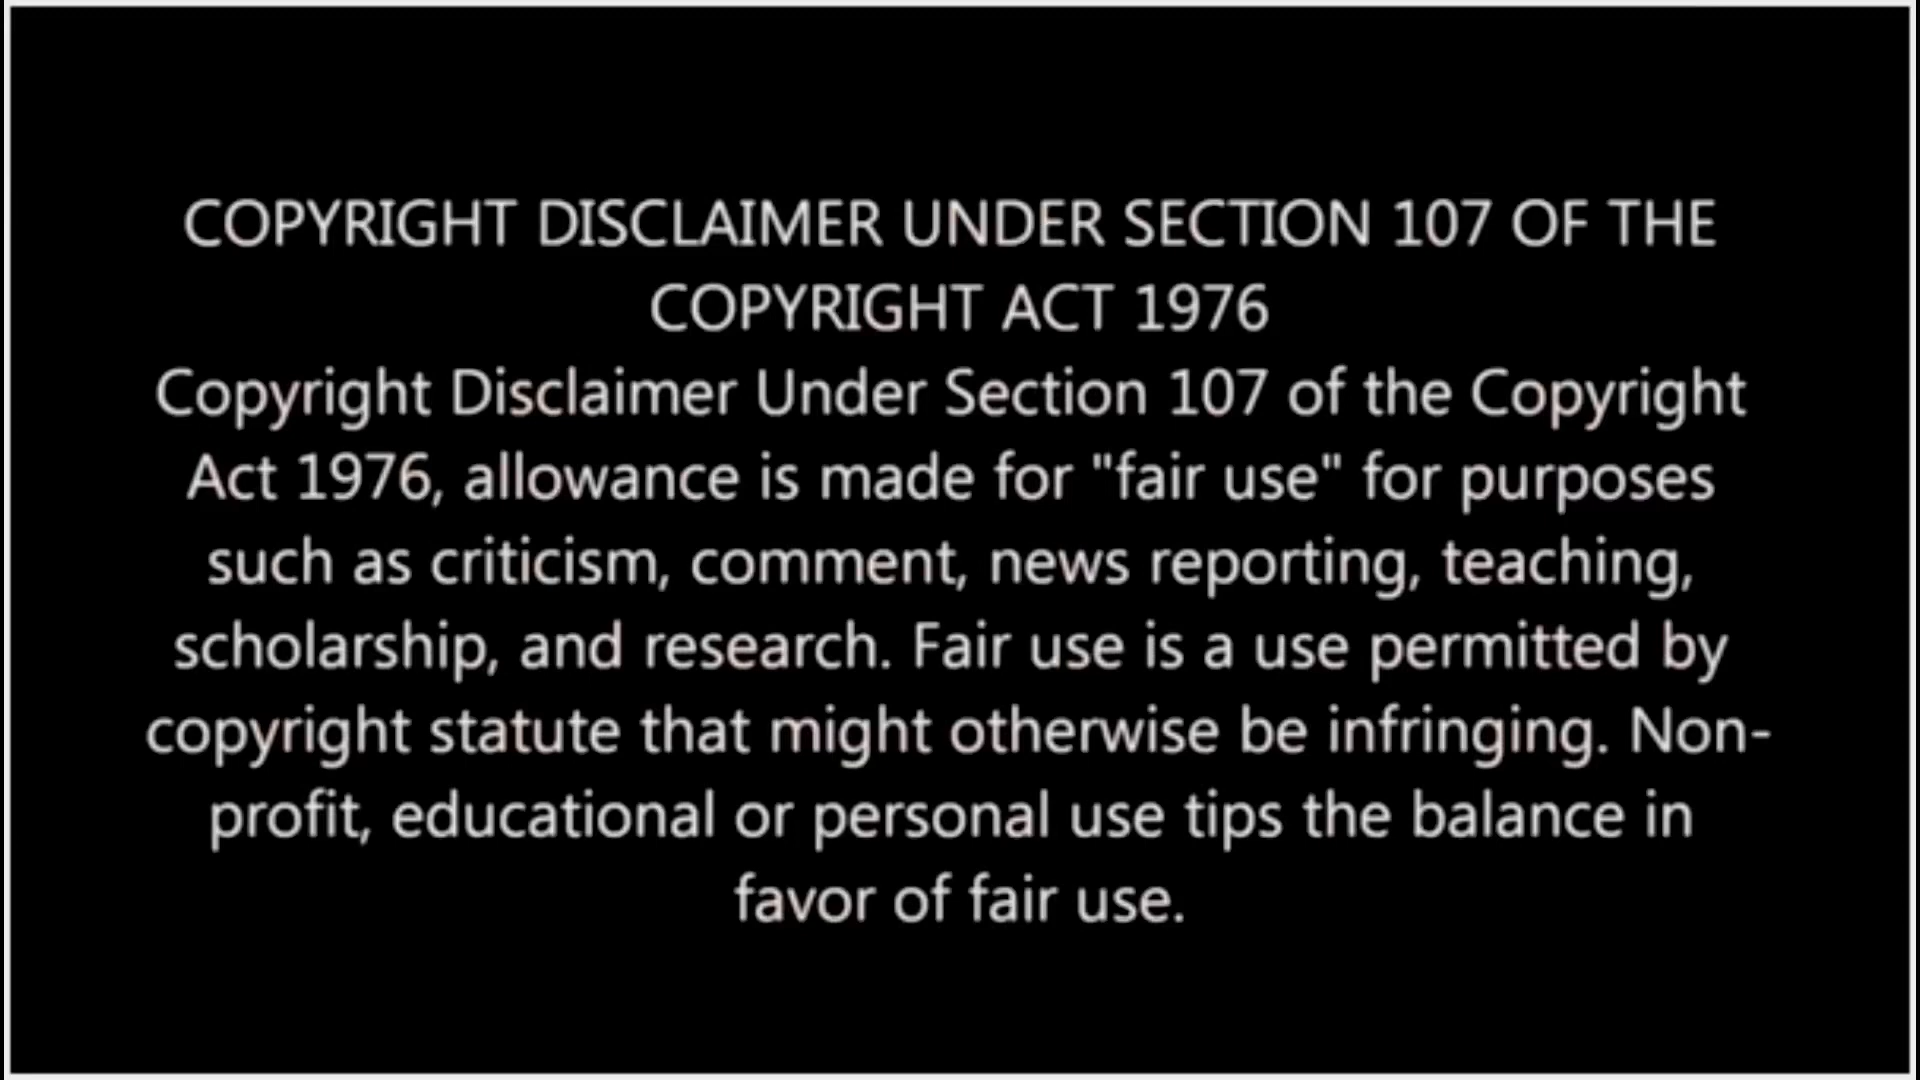 COPYRIGHT DISCLAIMER UNDER SECTION 107 OF THE
COPYRIGHT ACT 1976
Copyright Disclaimer Under Section 107 of the Copyright
Act 1976, allowance is made for "fair use" for purposes
such as criticism, comment, news reporting, teaching,
scholarship, and research. Fair use is a use permitted by
copyright statute that might otherwise be infringing. Non-
profit, educational or personal use tips the balance in
favor of fair use.